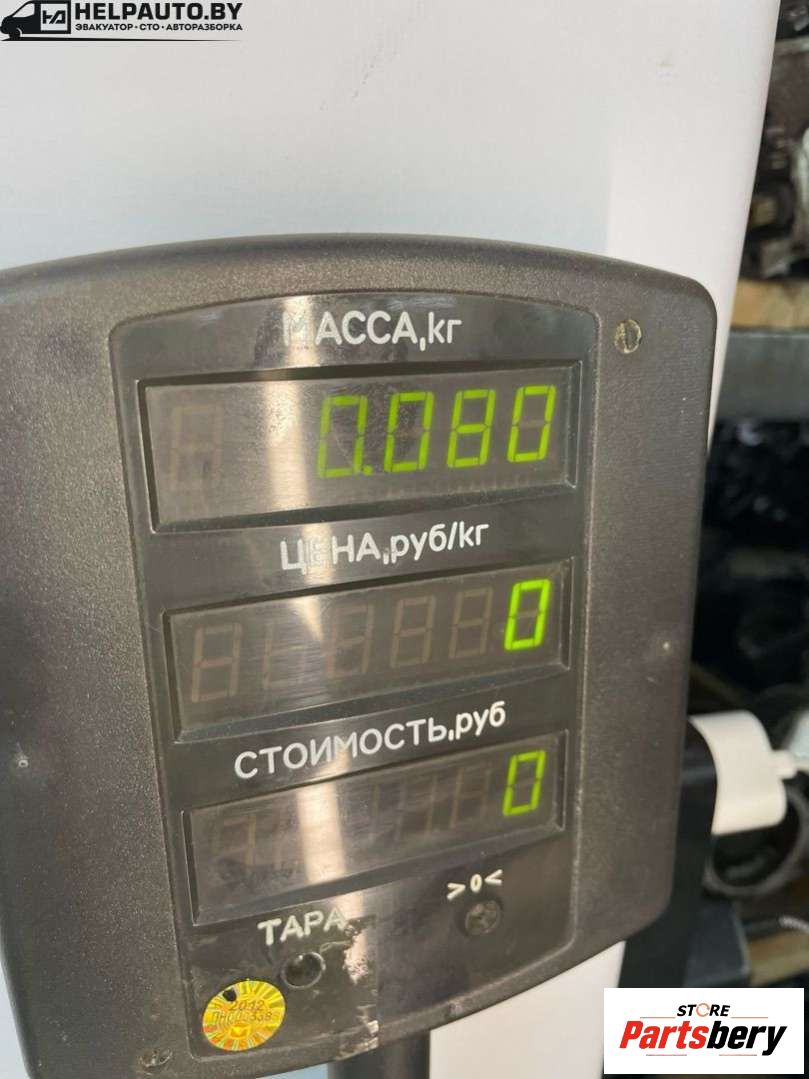 HELPAUTO.BY
ЭВАКУАТОР · СТО · АВТОРАЗБОРКА
МАССА,кг
0.080
ЦЕНА,руб/кг
0
СТОИМОСТЬ,руб
0
>0<
ТАРА
2012
STORE
Partsbery